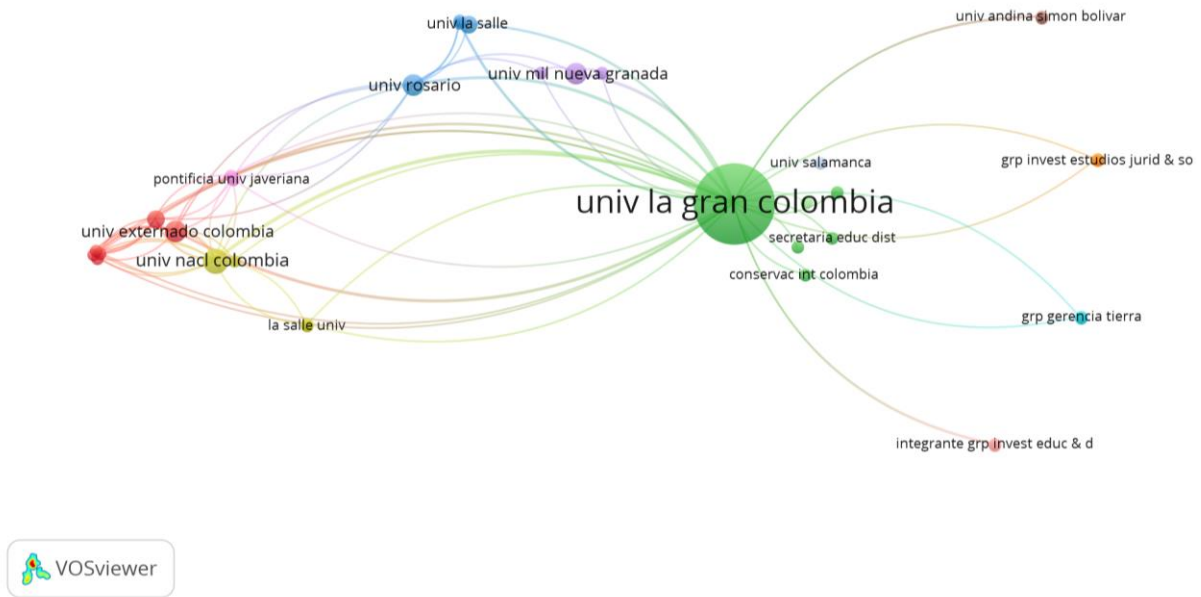 univ andina simon bolivar
univ la salle
univ mil nueva granada
univ rosario
univ salamanca
grp invest estudios jurid & so
pontificia univ javeriana
univ la gran colombia
univ externado colombia
secretaria educ dist
univ nacl colombia
conservac int colombia
grp gerencia tierra
la salle univ
integrante grp invest educ & d
VOSviewer